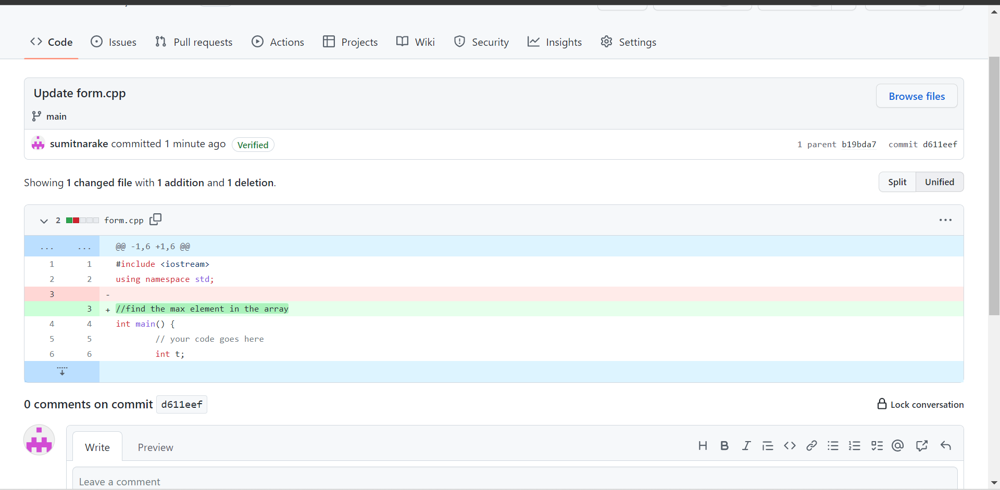 Code Issues Pull requests Actions Projects Wiki Security Insights Settings
Update form.cpp
Browse files
main
sumitnarake committed 1 minute ago Verified
1 parent b19bda7 commit d611eef
Showing 1 changed file with 1 addition and 1 deletion.
Split Unified
2 form.cpp
... ... @@ -1,6 +1,6 @@
1 1 #include <iostream>
2 2 using namespace std;
3 -
3 + //find the max element in the array
4 4 int main() {
5 5 // your code goes here
6 6 int t;
0 comments on commit d611eef
Lock conversation
Write Preview
Leave a comment